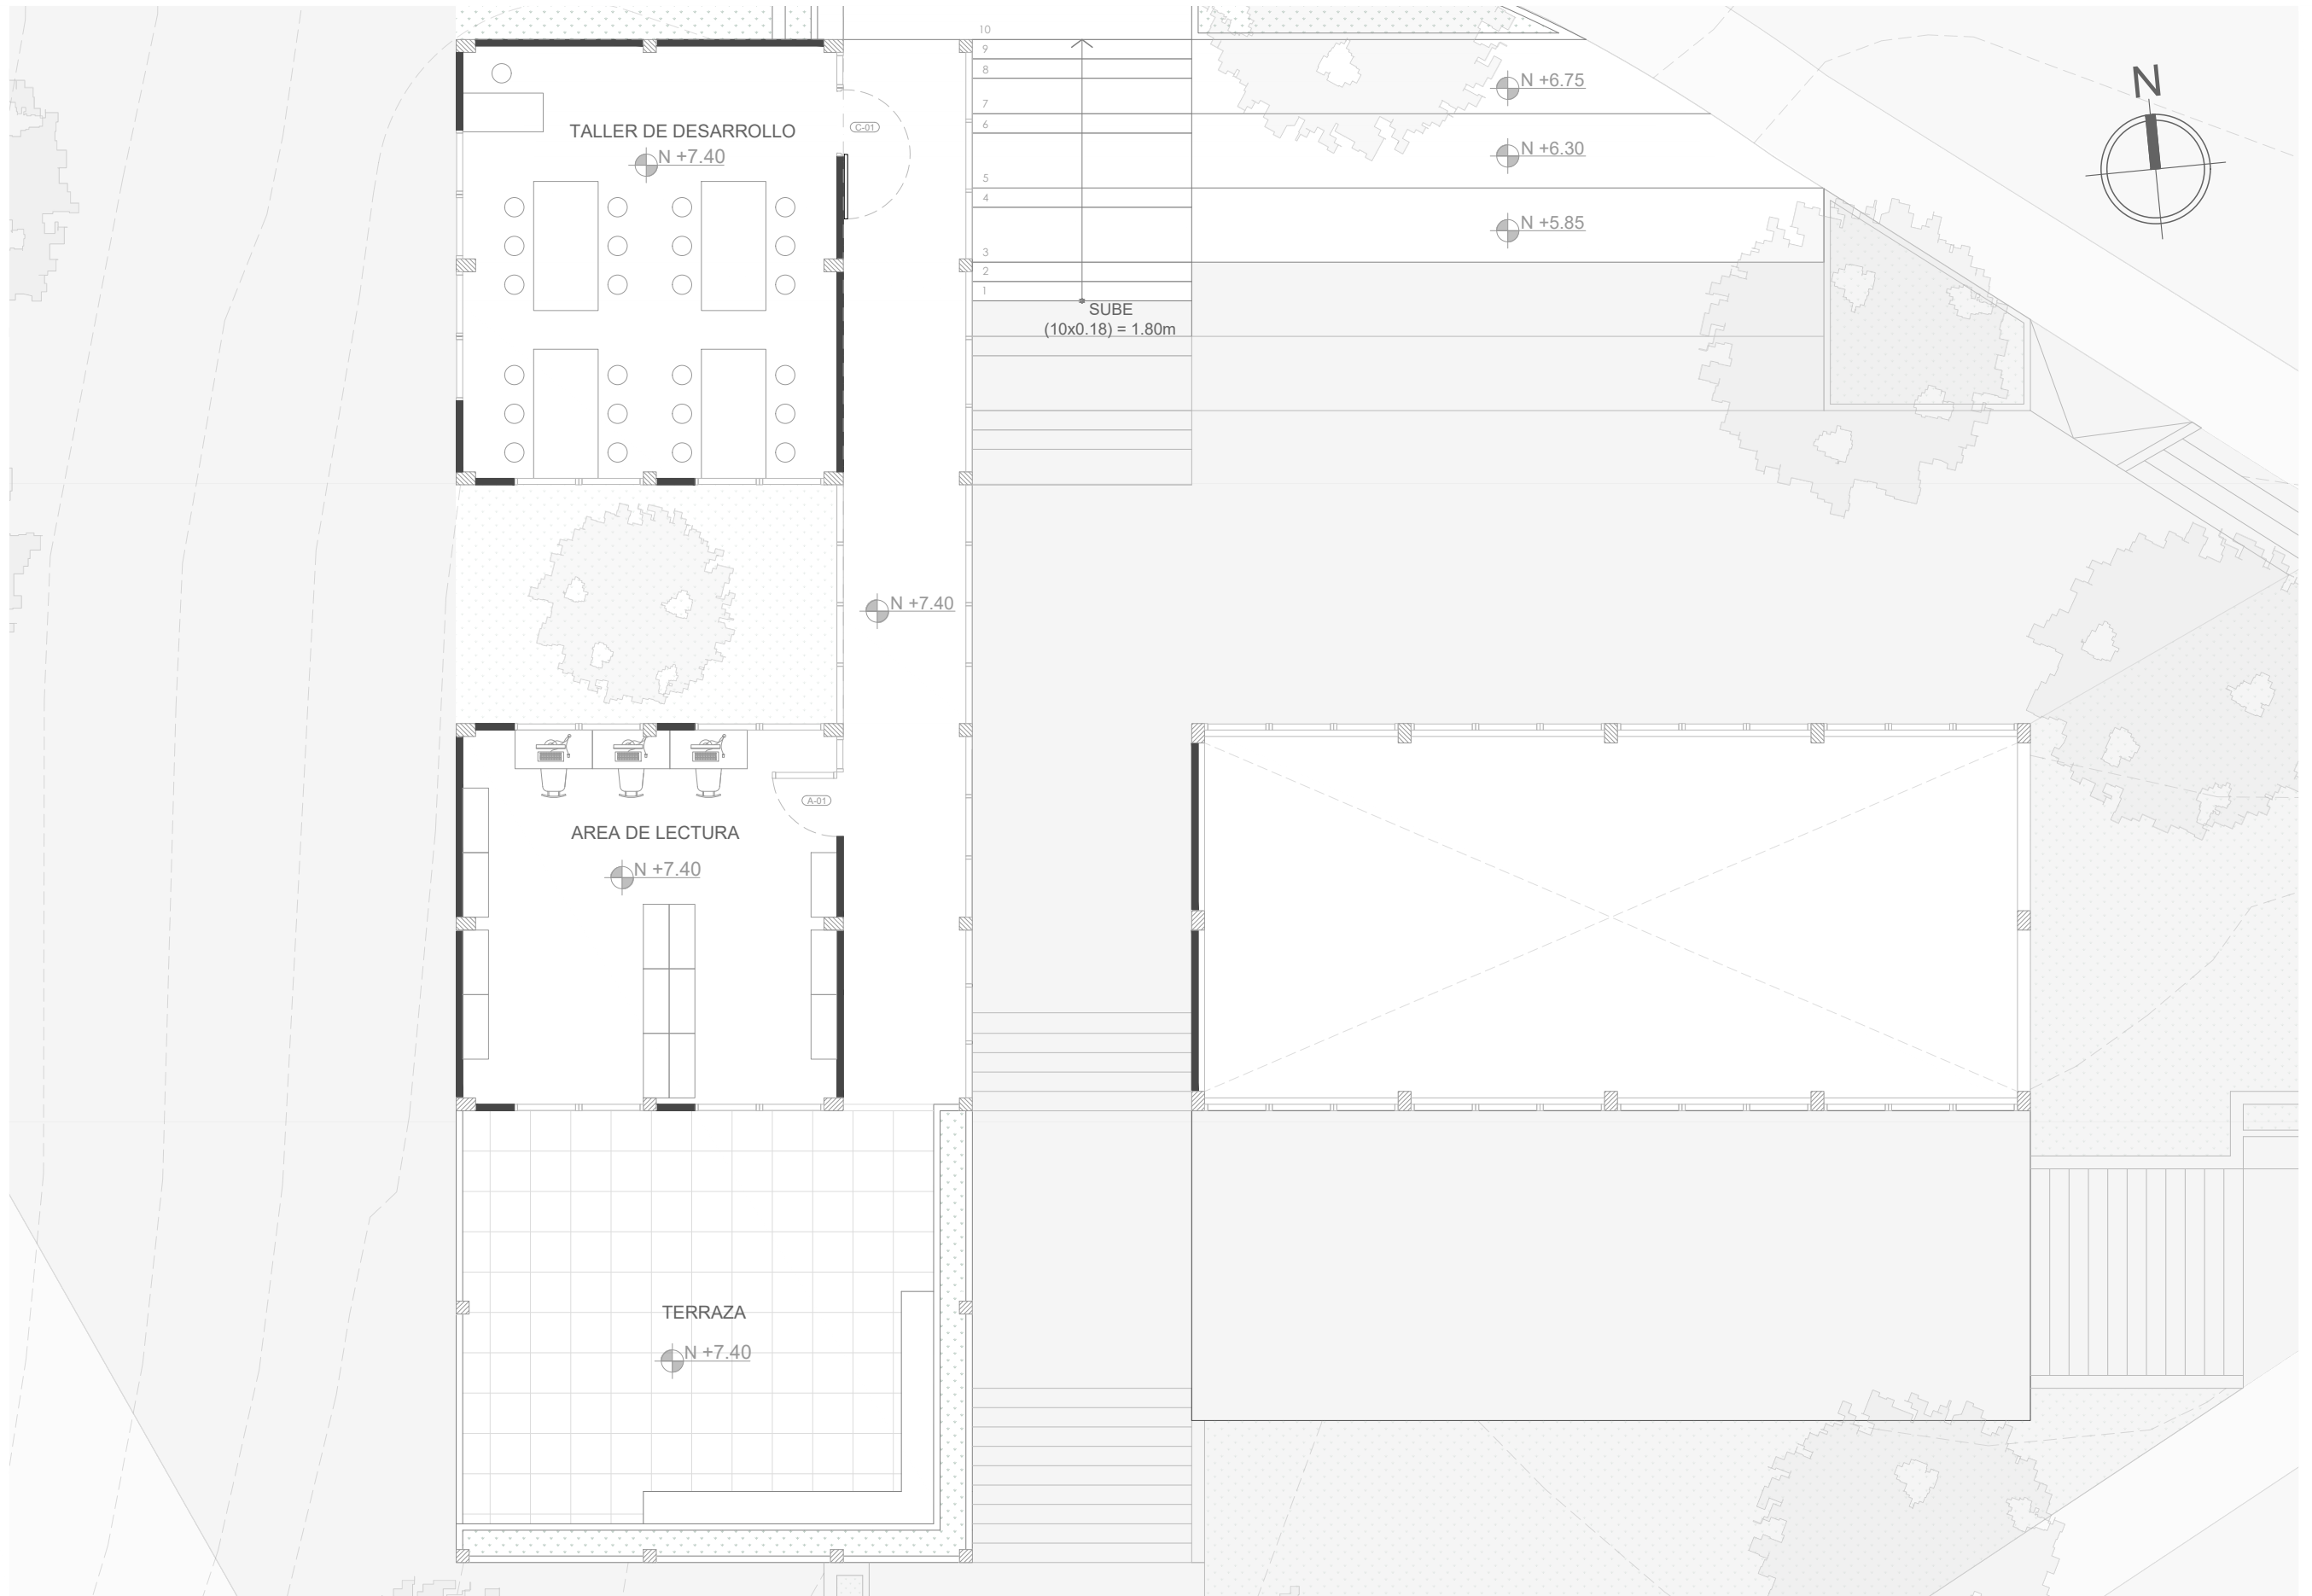 10
9
8
7
6
5
4
3
2
1
SUBE
(10x0.18) = 1.80m
N +6.75
N +6.30
N +5.85
N
TALLER DE DESARROLLO
N +7.40
C-01
N +7.40
A-01
AREA DE LECTURA
N +7.40
TERRAZA
N +7.40